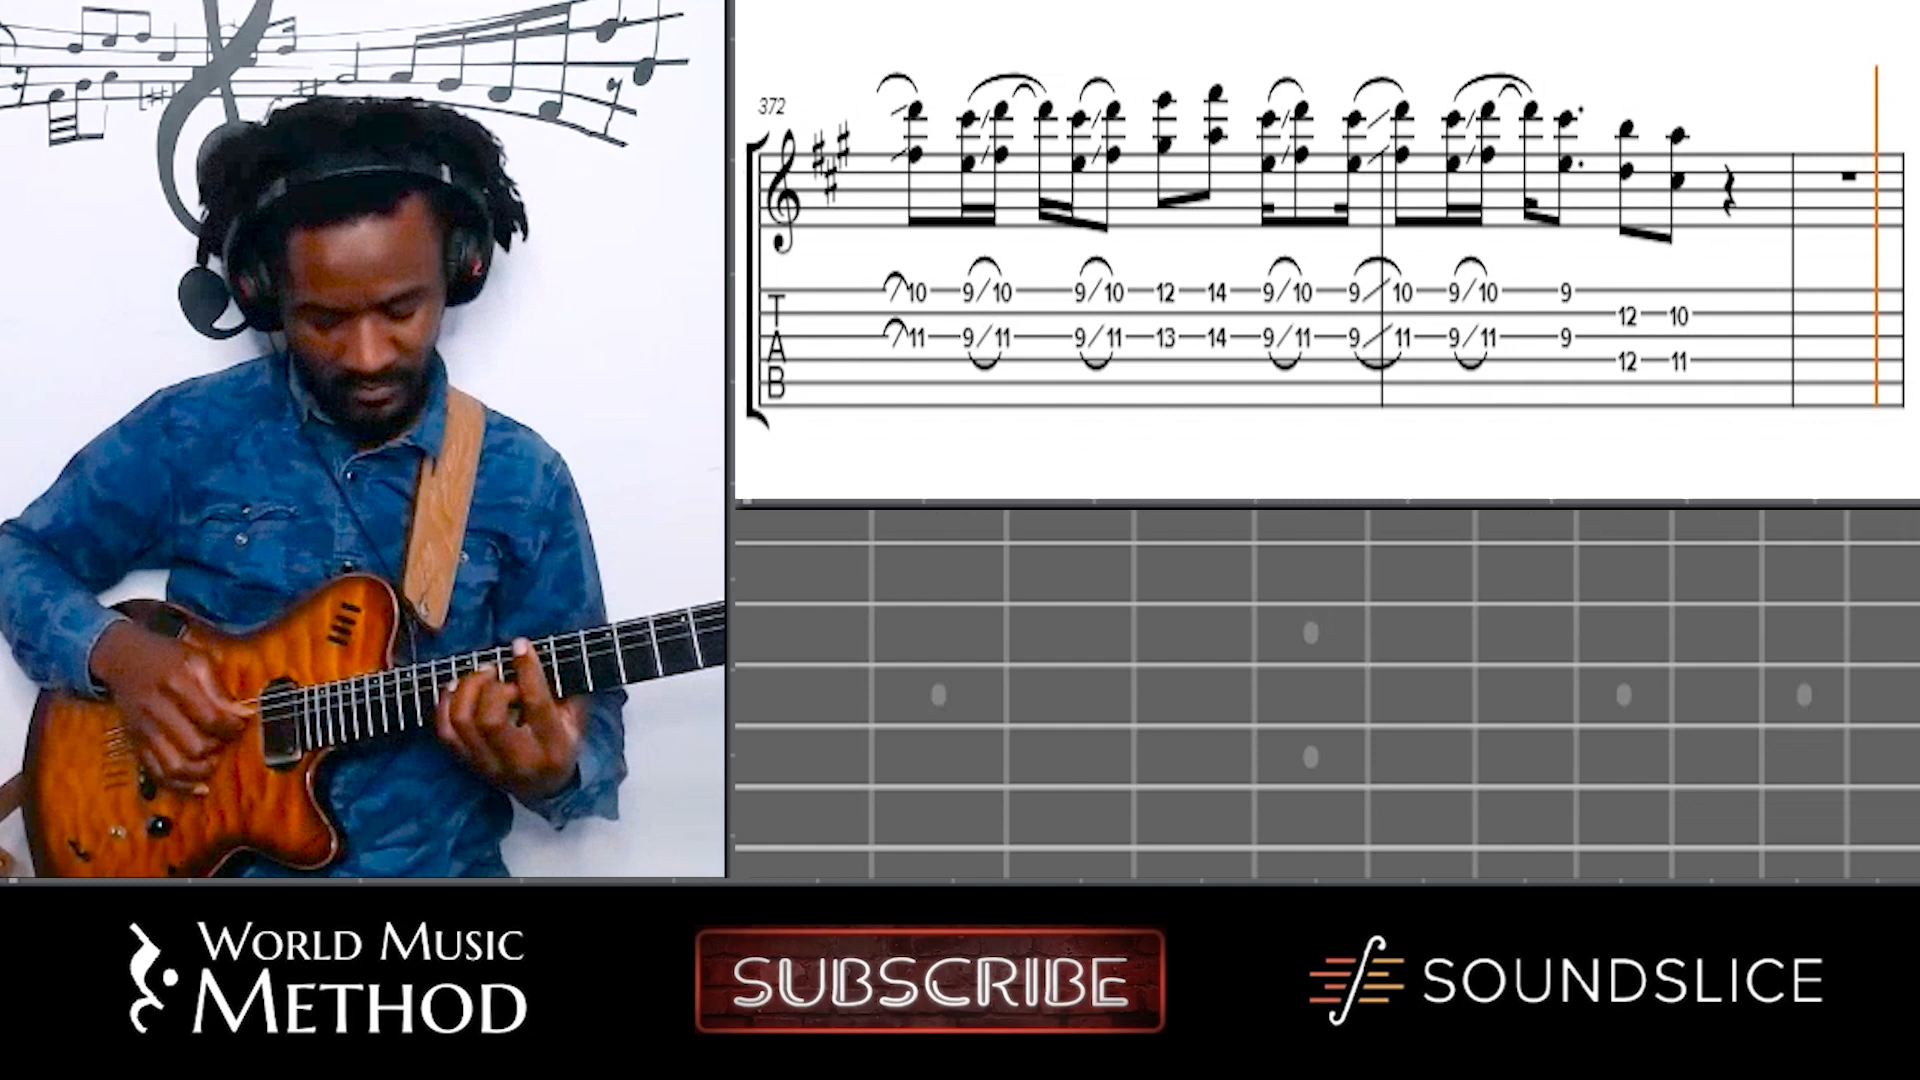 372
10 9/10 9/10 12 14 9/10 9/10 9/10 9
T 12 10
11 9/11 9/11 13 14 9/11 9/11 9/11 9
A 12 11
B
WORLD MUSIC
METHOD
SUBSCRIBE
SOUNDSLICE